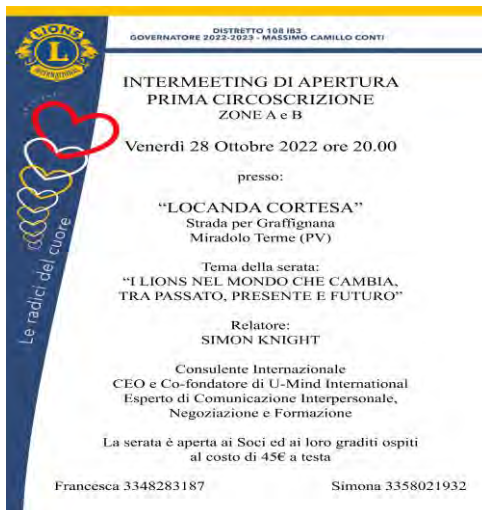 LIONS
L
INTERNATIONAL
DISTRETTO 108 IB3
GOVERNATORE 2022-2023 - MASSIMO CAMILLO CONTI
INTERMEETING DI APERTURA
PRIMA CIRCOSCRIZIONE
ZONE A e B
Venerdì 28 Ottobre 2022 ore 20.00
presso:
“LOCANDA CORTESA”
Strada per Graffignana
Miradolo Terme (PV)
Tema della serata:
“I LIONS NEL MONDO CHE CAMBIA,
TRA PASSATO, PRESENTE E FUTURO”
Relatore:
SIMON KNIGHT
Consulente Internazionale
CEO e Co-fondatore di U-Mind International
Esperto di Comunicazione Interpersonale,
Negoziazione e Formazione
La serata è aperta ai Soci ed ai loro graditi ospiti
al costo di 45€ a testa
Francesca 3348283187 Simona 3358021932
Le radici del cuore